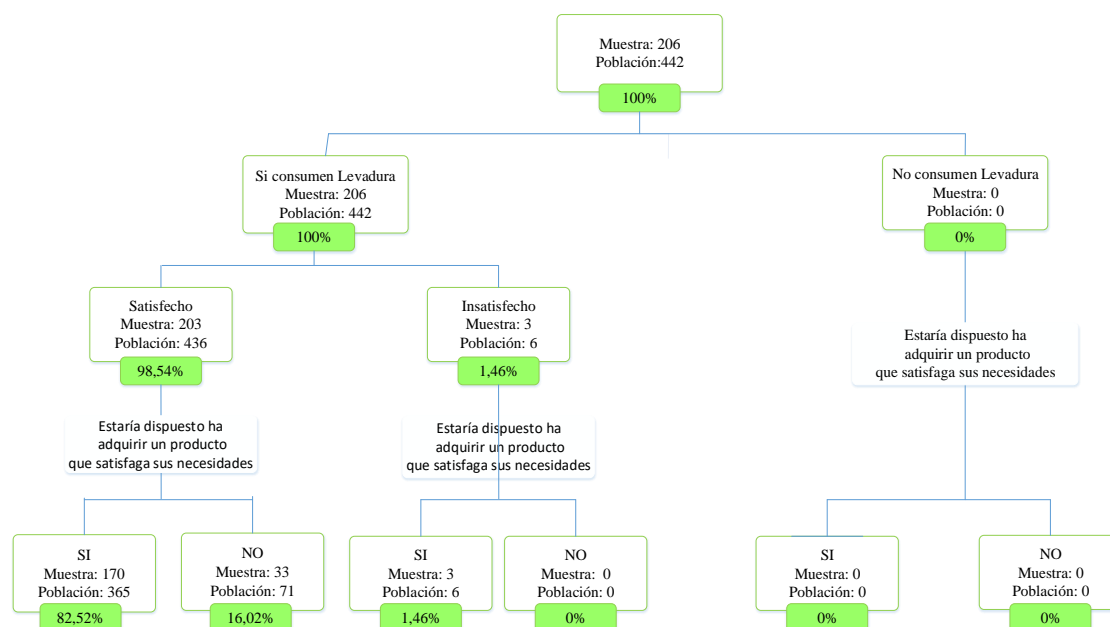 Muestra: 206
Población:442
100%
Si consumen Levadura
Muestra: 206
Población: 442
100%
No consumen Levadura
Muestra: 0
Población: 0
0%
Satisfecho
Muestra: 203
Población: 436
98,54%
Insatisfecho
Muestra: 3
Población: 6
1,46%
Estaría dispuesto ha
adquirir un producto
que satisfaga sus necesidades
Estaría dispuesto ha
adquirir un producto
que satisfaga sus necesidades
Estaría dispuesto ha
adquirir un producto
que satisfaga sus necesidades
SI
Muestra: 170
Población: 365
82,52%
NO
Muestra: 33
Población: 71
16,02%
SI
Muestra: 3
Población: 6
1,46%
NO
Muestra:  0
Población: 0
0%
SI
Muestra: 0
Población: 0
0%
NO
Muestra: 0
Población: 0
0%